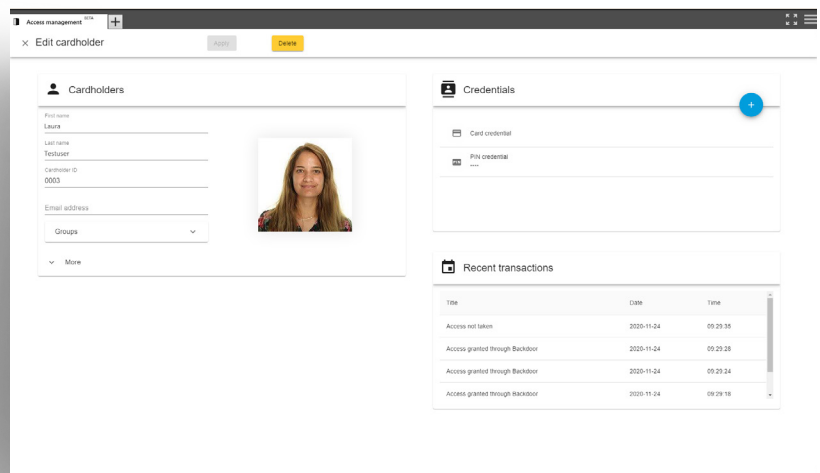 Access management BETA
Edit cardholder
Apply
Delete
Cardholders
First name
Laura
Last name
Testuser
Cardholder ID
0003
Email address
Groups
More
Credentials
Card credential
PIN credential
····
Recent transactions
Title Date Time
Access not taken 2020-11-24 09:29:36
Access granted through Backdoor 2020-11-24 09:29:28
Access granted through Backdoor 2020-11-24 09:29:24
Access granted through Backdoor 2020-11-24 09:29:18